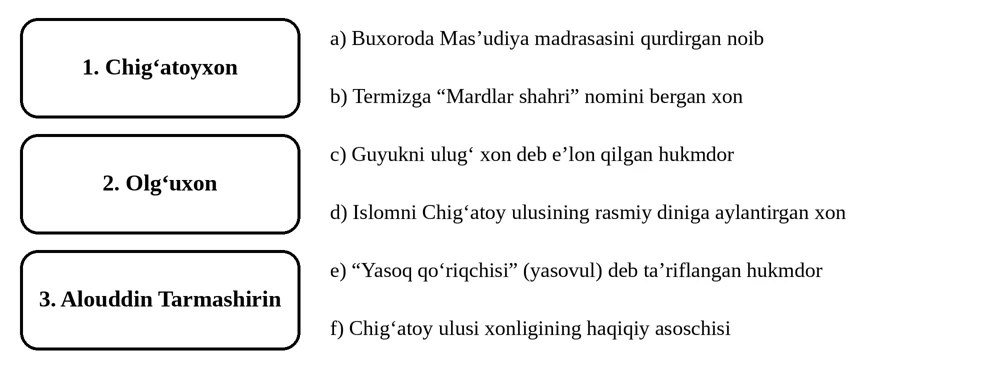 1. Chig‘atoyxon
2. Olg‘uxon
3. Alouddin Tarmashirin
a) Buxoroda Mas’udiya madrasasini qurdirgan noib
b) Termizga “Mardlar shahri” nomini bergan xon
c) Guyukni ulug‘ xon deb e’lon qilgan hukmdor
d) Islomni Chig‘atoy ulusining rasmiy diniga aylantirgan xon
e) “Yasoq qo‘riqchisi” (yasovul) deb ta’riflangan hukmdor
f) Chig‘atoy ulusi xonligining haqiqiy asoschisi